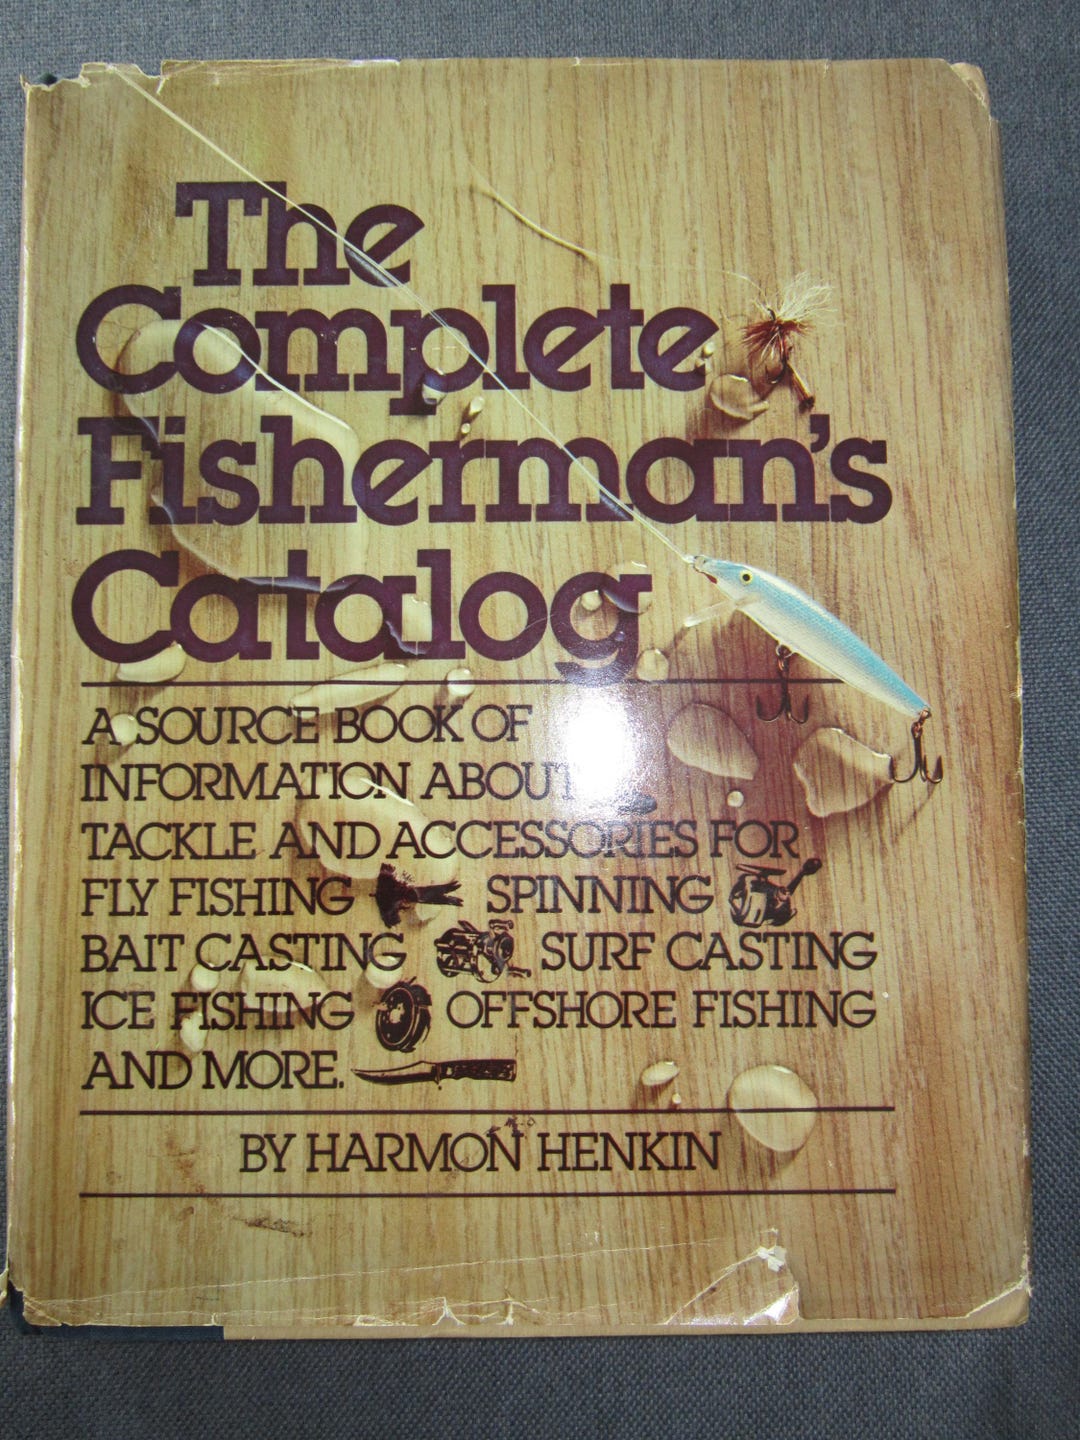 The
Complete
Fisherman's
Catalog
A SOURCE BOOK OF
INFORMATION ABOUT
TACKLE AND ACCESSORIES FOR
FLY FISHING SPINNING
BAIT CASTING SURF CASTING
ICE FISHING OFFSHORE FISHING
AND MORE.
BY HARMON HENKIN